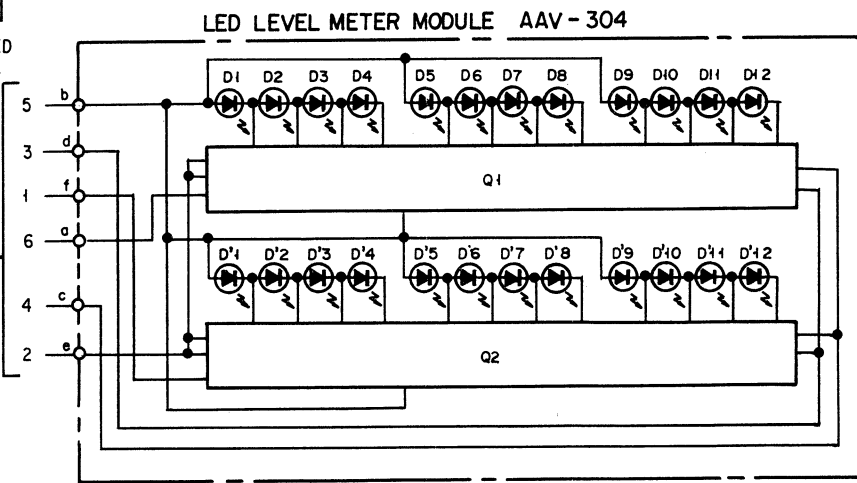 LED LEVEL METER MODULE AAV-304
ED
D1 D2 D3 D4 D5 D6 D7 D8 D9 D10 D11 D12
5 b
3 d
1 f
Q1
6 a
D'1 D'2 D'3 D'4 D'5 D'6 D'7 D'8 D'9 D'10 D'11 D'12
4 c
2 e
Q2